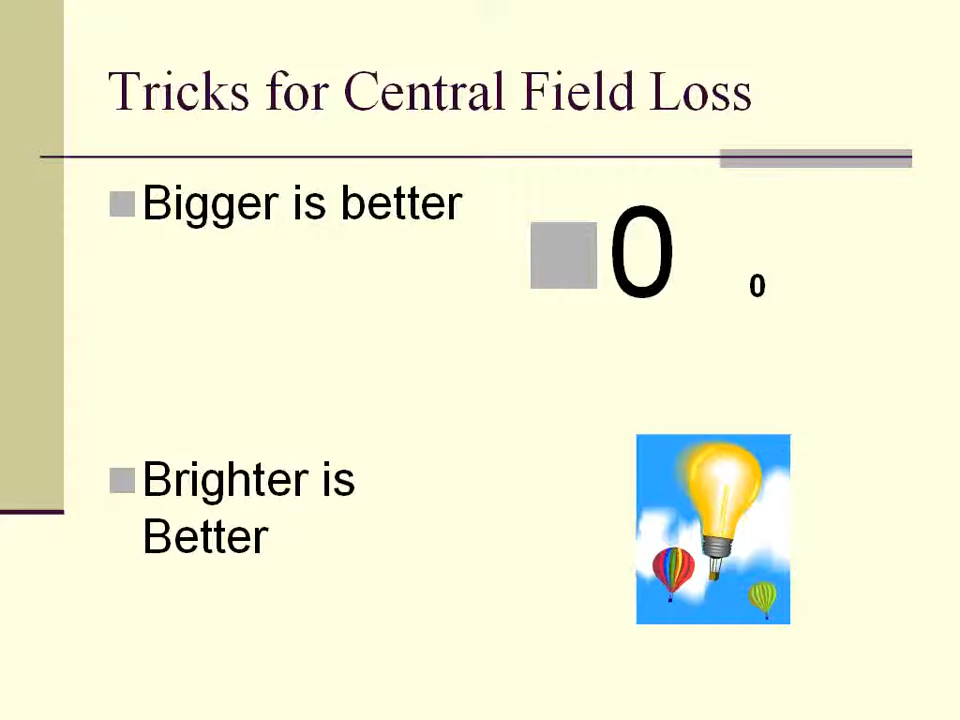 Tricks for Central Field Loss
Bigger is better
0 0
Brighter is
Better